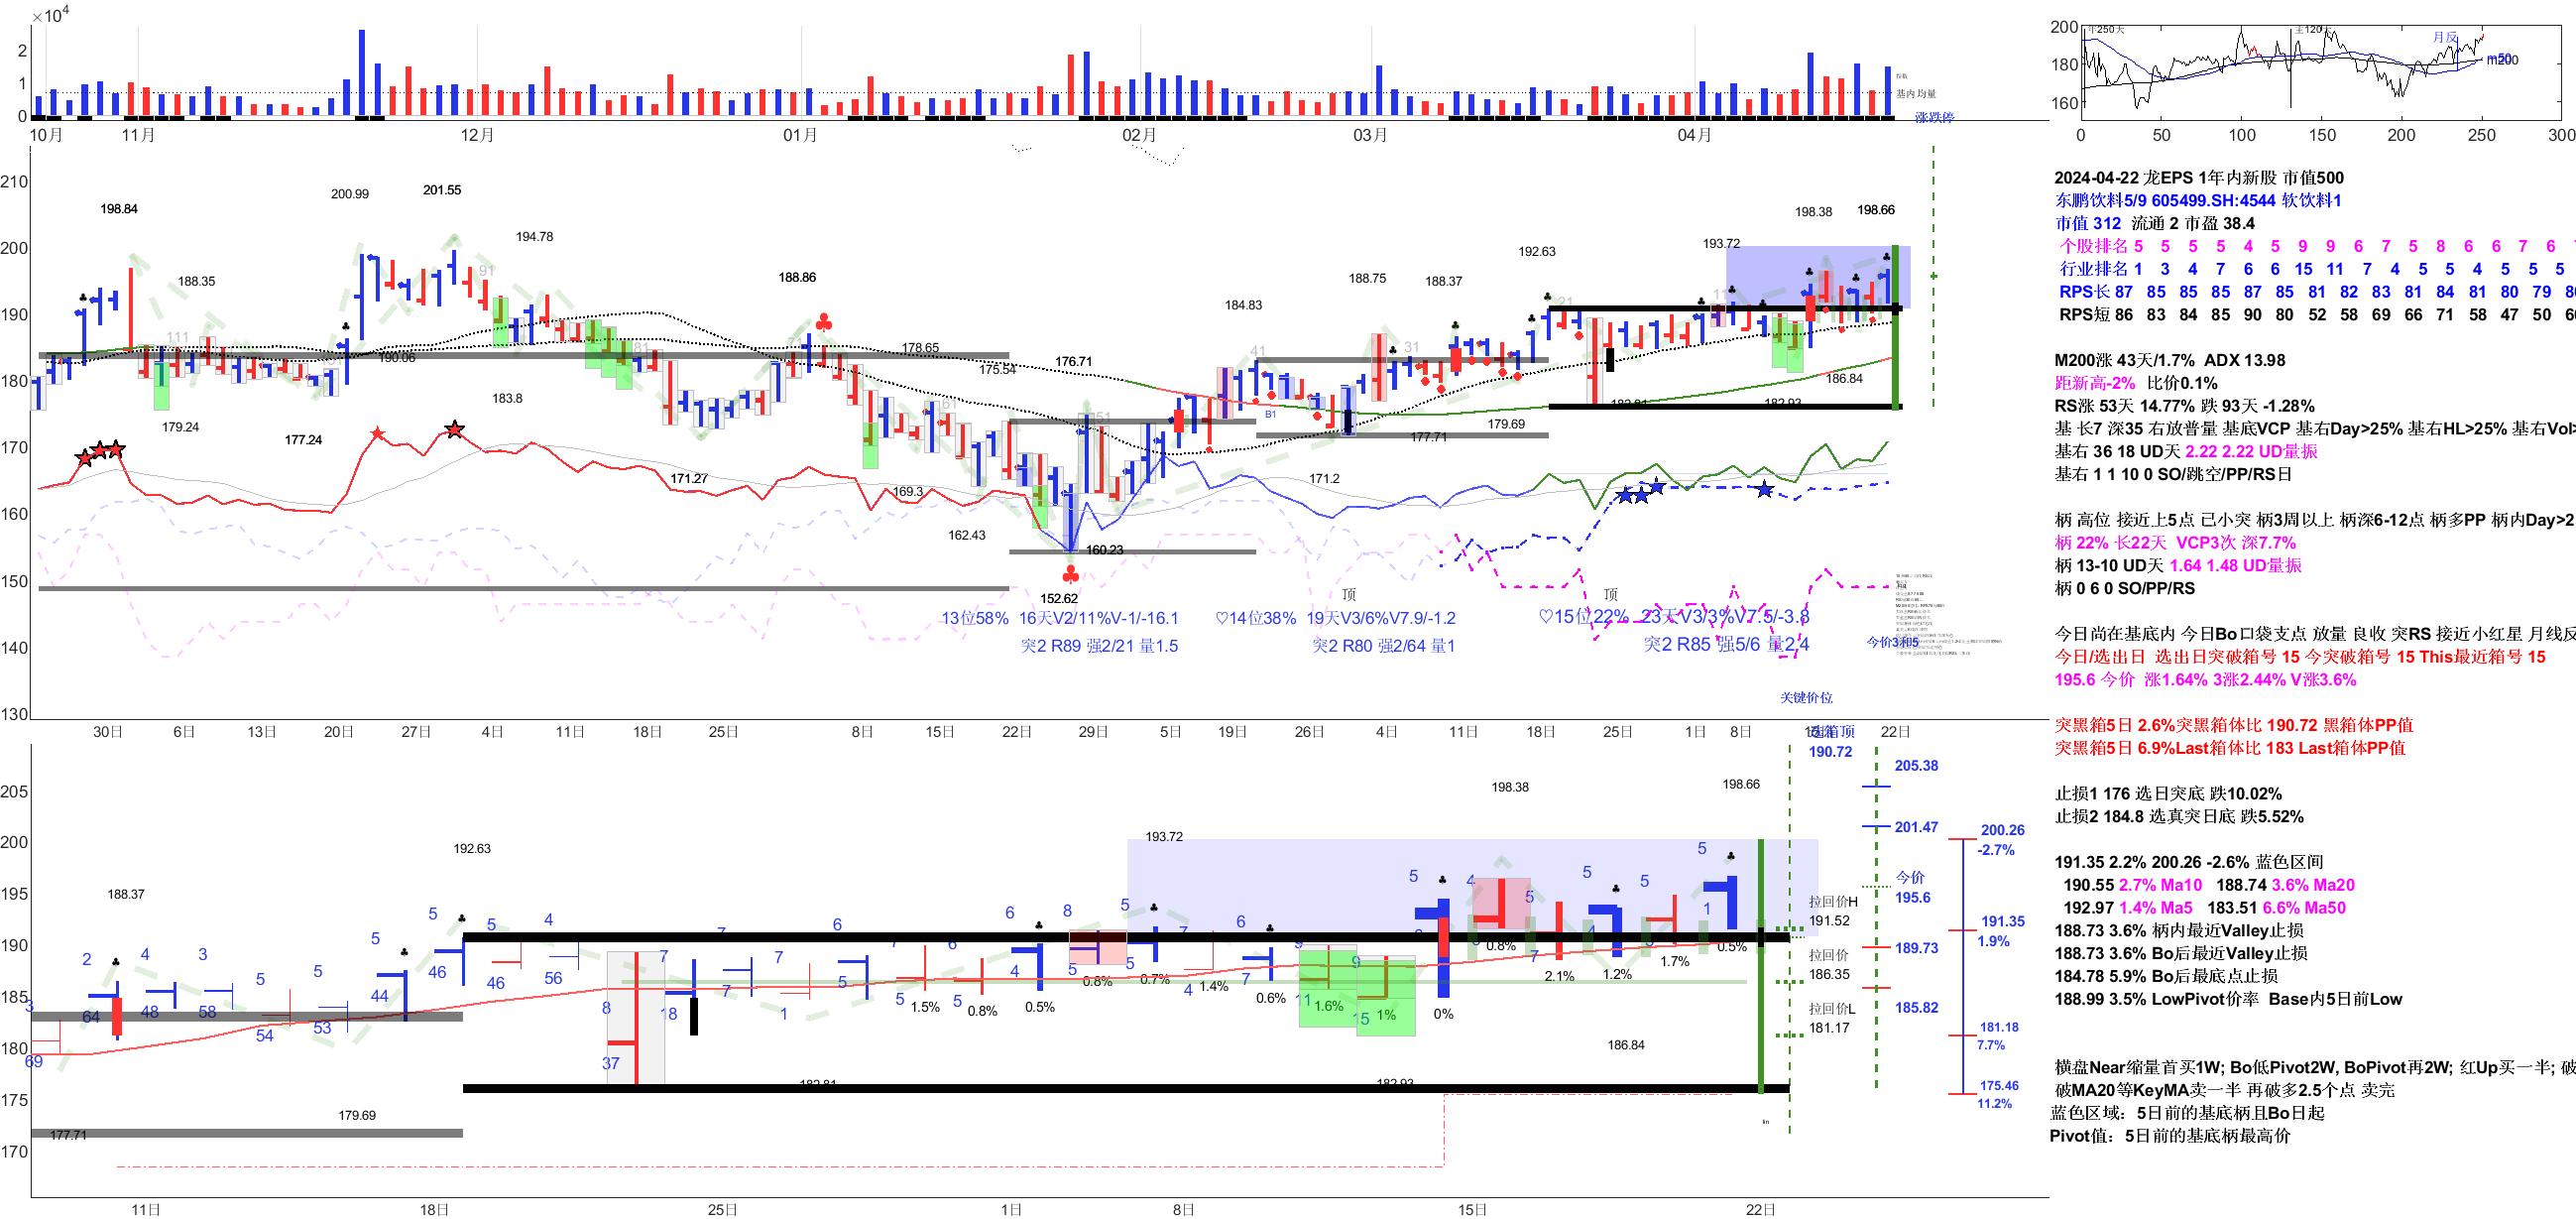 ×10⁴
2
1
0
基内均量
涨跌停
10月 11月 12月 01月 02月 03月 04月
200
180
160
0 50 100 150 200 250 300
年250天
主120
月反
m200
210
200
190
180
170
160
150
140
130
198.84
200.99
201.55
194.78
188.35
188.86
192.63
193.72
198.38
198.66
188.75
188.37
184.83
190.06
178.65
175.54
176.71
183.8
179.24
177.24
171.27
169.3
162.43
160.23
152.62
171.2
177.71
179.69
182.81
182.93
186.84
111
91
81
61
51
41
31
21
B1
顶
顶
13位58% 16天V2/11%V-1/-16.1
突2 R89 强2/21 量1.5
♡14位38% 19天V3/6%V7.9/-1.2
突2 R80 强2/64 量1
♡15位22% 23天V3/3%V7.5/-3.8
突2 R85 强5/6 量2.4
关键价位
30日 6日 13日 20日 27日 4日 11日 18日 25日 8日 15日 22日 29日 5日 19日 26日 4日 11日 18日 25日 1日 8日 22日
190.72
205
200
195
190
185
180
175
170
188.37
192.63
193.72
198.38
198.66
177.71
179.69
182.81
182.93
186.84
1.5%
0.8%
0.5%
0.8%
0.7%
1.4%
0.6%
1.6%
1%
0%
0.8%
2.1%
1.2%
1.7%
0.5%
拉回价H
191.52
拉回价
186.35
拉回价L
181.17
205.38
201.47
今价
195.6
189.73
185.82
200.26
-2.7%
191.35
1.9%
181.18
7.7%
175.46
11.2%
11日 18日 25日 1日 8日 15日 22日
2024-04-22 龙EPS 1年内新股 市值500
东鹏饮料5/9 605499.SH:4544 软饮料1
市值 312 流通 2 市盈 38.4
个股排名 5 5 5 5 4 5 9 9 6 7 5 8 6 6 7 6
行业排名 1 3 4 7 6 6 15 11 7 4 5 5 4 5 5 5
RPS长 87 85 85 85 87 85 81 82 83 81 84 81 80 79 80
RPS短 86 83 84 85 90 80 52 58 69 66 71 58 47 50 60
M200涨 43天/1.7% ADX 13.98
距新高-2% 比价0.1%
RS涨 53天 14.77% 跌 93天 -1.28%
基 长7 深35 右放普量 基底VCP 基右Day>25% 基右HL>25% 基右Vol>
基右 36 18 UD天 2.22 2.22 UD量振
基右 1 1 10 0 SO/跳空/PP/RS日
柄 高位 接近上5点 己小突 柄3周以上 柄深6-12点 柄多PP 柄内Day>2
柄 22% 长22天 VCP3次 深7.7%
柄 13-10 UD天 1.64 1.48 UD量振
柄 0 6 0 SO/PP/RS
今日尚在基底内 今日Bo口袋支点 放量 良收 突RS 接近小红星 月线反
今日/选出日 选出日突破箱号 15 今突破箱号 15 This最近箱号 15
195.6 今价 涨1.64% 3涨2.44% V涨3.6%
突黑箱5日 2.6%突黑箱体比 190.72 黑箱体PP值
突黑箱5日 6.9%Last箱体比 183 Last箱体PP值
止损1 176 选日突底 跌10.02%
止损2 184.8 选真突日底 跌5.52%
191.35 2.2% 200.26 -2.6% 蓝色区间
190.55 2.7% Ma10 188.74 3.6% Ma20
192.97 1.4% Ma5 183.51 6.6% Ma50
188.73 3.6% 柄内最近Valley止损
188.73 3.6% Bo后最近Valley止损
184.78 5.9% Bo后最底点止损
188.99 3.5% LowPivot价率 Base内5日前Low
横盘Near缩量首买1W; Bo低Pivot2W, BoPivot再2W; 红Up买一半; 破
破MA20等KeyMA卖一半 再破多2.5个点 卖完
蓝色区域：5日前的基底柄且Bo日起
Pivot值：5日前的基底柄最高价